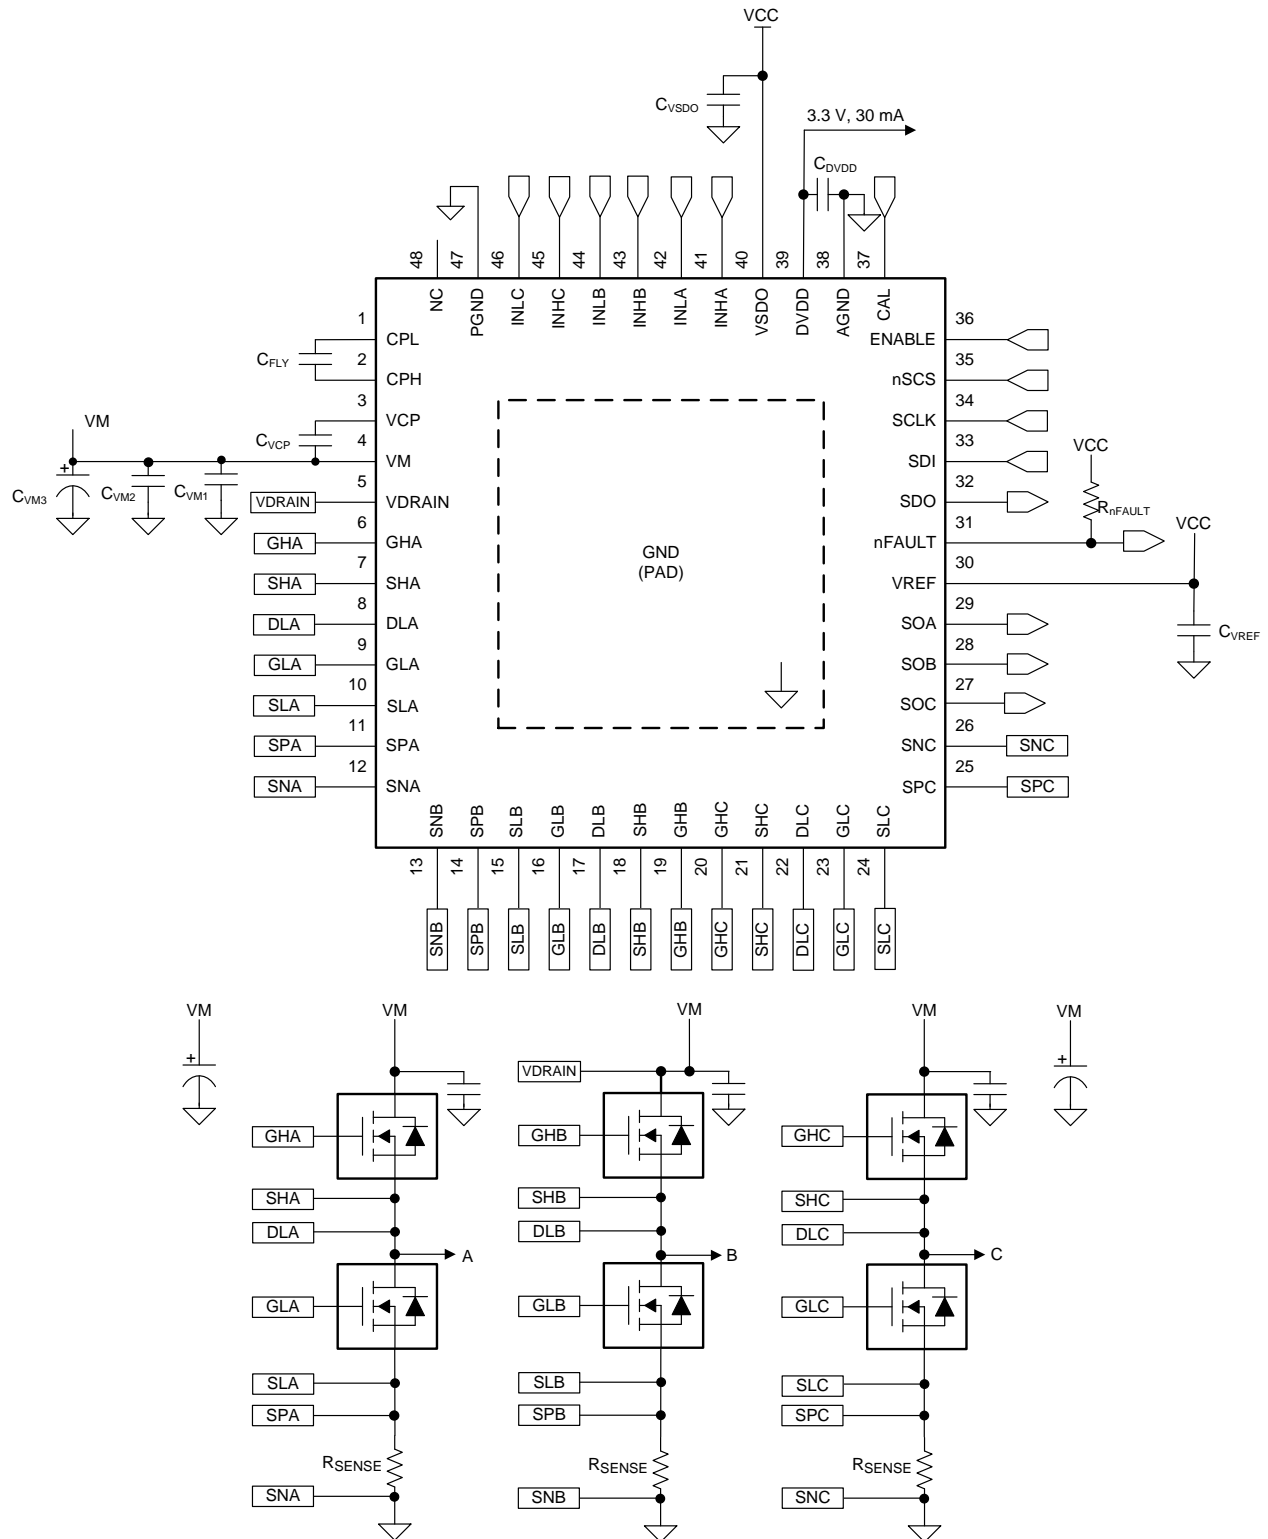 VCC
CVSDO
3.3 V, 30 mA
CDVDD
48 47 46 45 44 43 42 41 40 39 38 37
NC PGND INLC INHC INLB INHB INLA INHA VSDO DVDD AGND CAL
1 CPL
CFLY
2 CPH
3 VCP
CVCP
VM
4 VM
CVM3 CVM2 CVM1
VDRAIN 5 VDRAIN
GHA 6 GHA
SHA 7 SHA
DLA 8 DLA
GLA 9 GLA
SLA 10 SLA
SPA 11 SPA
SNA 12 SNA
GND
(PAD)
ENABLE 36
nSCS 35
SCLK 34
SDI 33
VCC
SDO 32
RnFAULT
nFAULT 31
VCC
VREF 30
CVREF
SOA 29
SOB 28
SOC 27
SNC 26 SNC
SPC 25 SPC
SNB SPB SLB GLB DLB SHB GHB GHC SHC DLC GLC SLC
13 14 15 16 17 18 19 20 21 22 23 24
SNB SPB SLB GLB DLB SHB GHB GHC SHC DLC GLC SLC
VM VM VM VM VM
+ +
VDRAIN
GHA GHB GHC
SHA SHB SHC
DLA DLB DLC
A B C
GLA GLB GLC
SLA SLB SLC
SPA SPB SPC
RSENSE RSENSE RSENSE
SNA SNB SNC